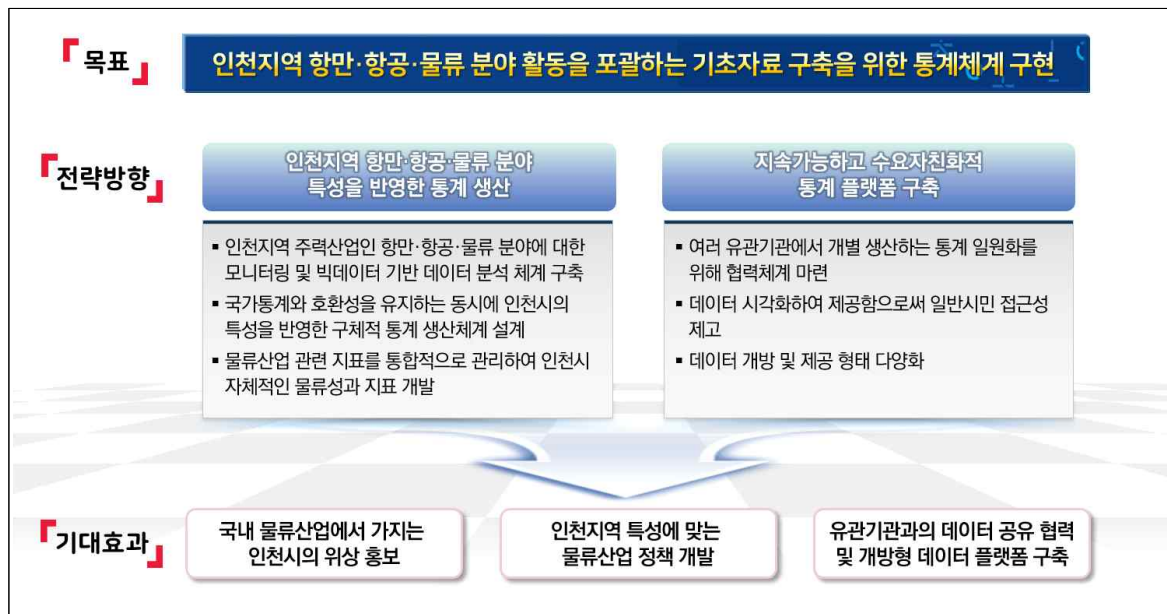 목표
인천지역 항만·항공·물류 분야 활동을 포괄하는 기초자료 구축을 위한 통계체계 구현
전략방향
인천지역 항만·항공·물류 분야
특성을 반영한 통계 생산
▪ 인천지역 주력산업인 항만·항공·물류 분야에 대한
모니터링 및 빅데이터 기반 데이터 분석 체계 구축
▪ 국가통계와 호환성을 유지하는 동시에 인천시의
특성을 반영한 구체적 통계 생산체계 설계
▪ 물류산업 관련 지표를 통합적으로 관리하여 인천시
자체적인 물류성과 지표 개발
지속가능하고 수요자친화적
통계 플랫폼 구축
▪ 여러 유관기관에서 개별 생산하는 통계 일원화를
위해 협력체계 마련
▪ 데이터 시각화하여 제공함으로써 일반시민 접근성
제고
▪ 데이터 개방 및 제공 형태 다양화
기대효과
국내 물류산업에서 가지는
인천시의 위상 홍보
인천지역 특성에 맞는
물류산업 정책 개발
유관기관과의 데이터 공유 협력
및 개방형 데이터 플랫폼 구축